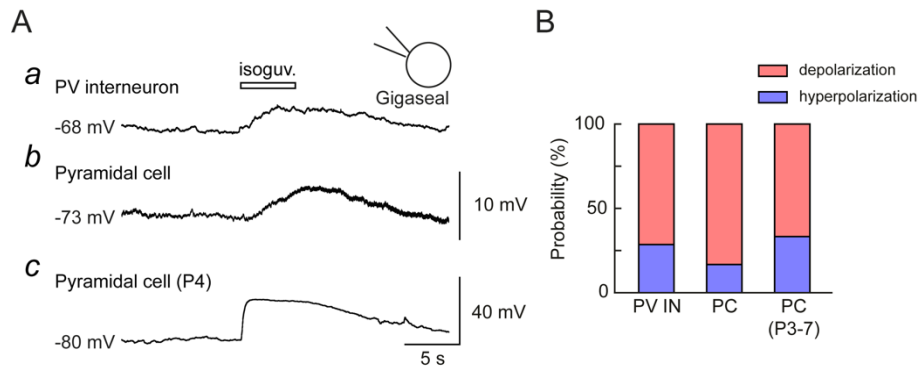 A
a
PV interneuron
isoguv.
Gigaseal
-68 mV
b
Pyramidal cell
-73 mV
10 mV
c
Pyramidal cell (P4)
-80 mV
40 mV
5 s
B
depolarization
hyperpolarization
Probability (%)
100
50
0
PV IN
PC
PC
(P3-7)